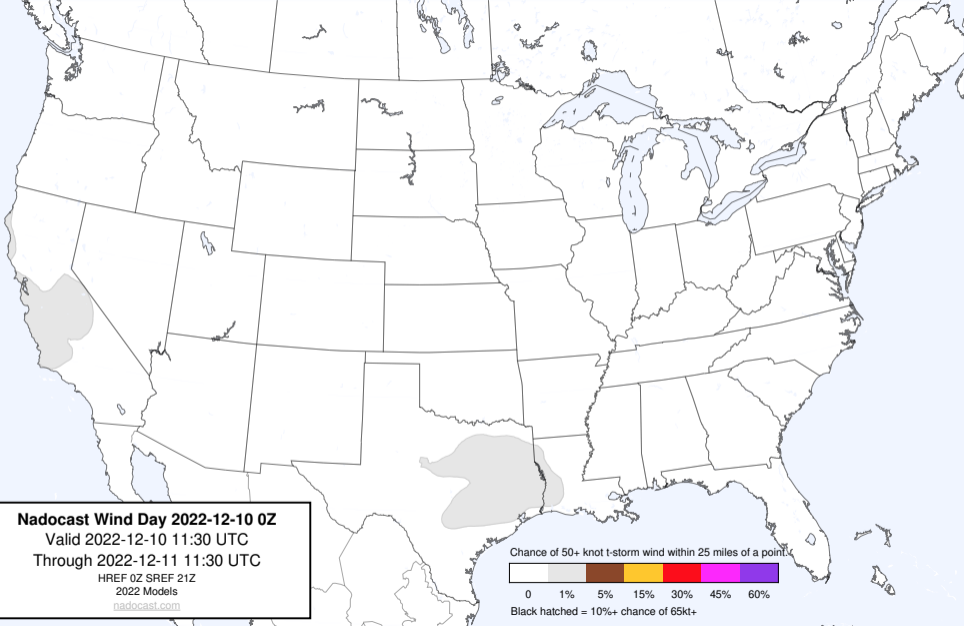 Nadocast Wind Day 2022-12-10 0Z
Valid 2022-12-10 11:30 UTC
Through 2022-12-11 11:30 UTC
HREF 0Z SREF 21Z
2022 Models
nadocast.com
Chance of 50+ knot t-storm wind within 25 miles of a point.
0 1% 5% 15% 30% 45% 60%
Black hatched = 10%+ chance of 65kt+